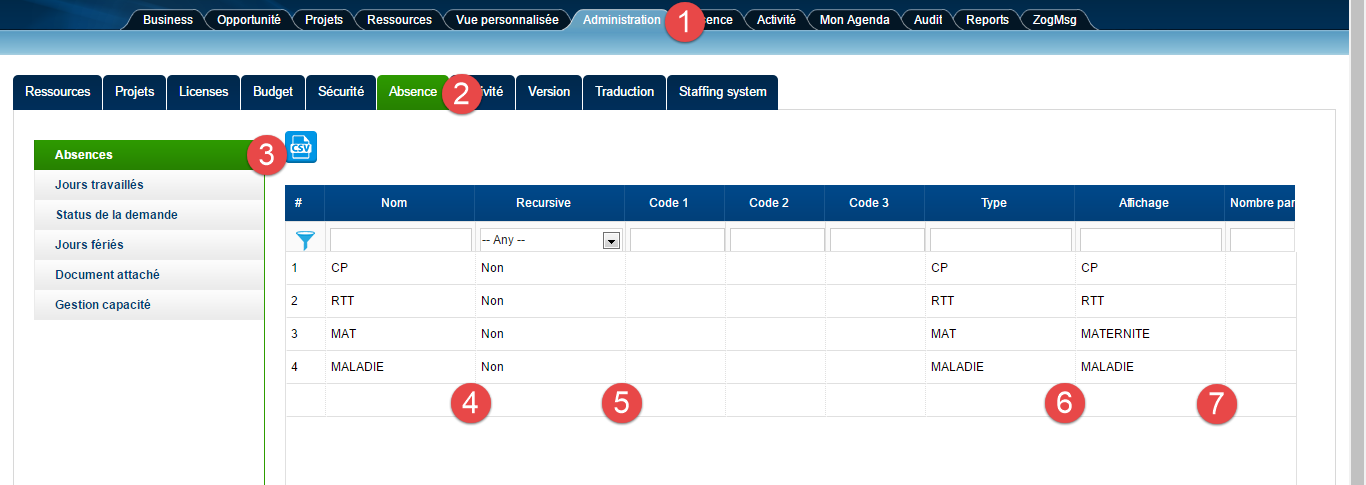 Business Opportunité Projets Ressources Vue personnalisée Administration 1 ence Activité Mon Agenda Audit Reports ZogMsg
Ressources Projets Licenses Budget Sécurité Absence 2 vité Version Traduction Staffing system
Absences 3 CSV
Jours travaillés
Status de la demande
Jours fériés
Document attaché
Gestion capacité
# Nom Recursive Code 1 Code 2 Code 3 Type Affichage Nombre par
-- Any --
1 CP Non CP CP
2 RTT Non RTT RTT
3 MAT Non MAT MATERNITE
4 MALADIE Non MALADIE MALADIE
4 5 6 7